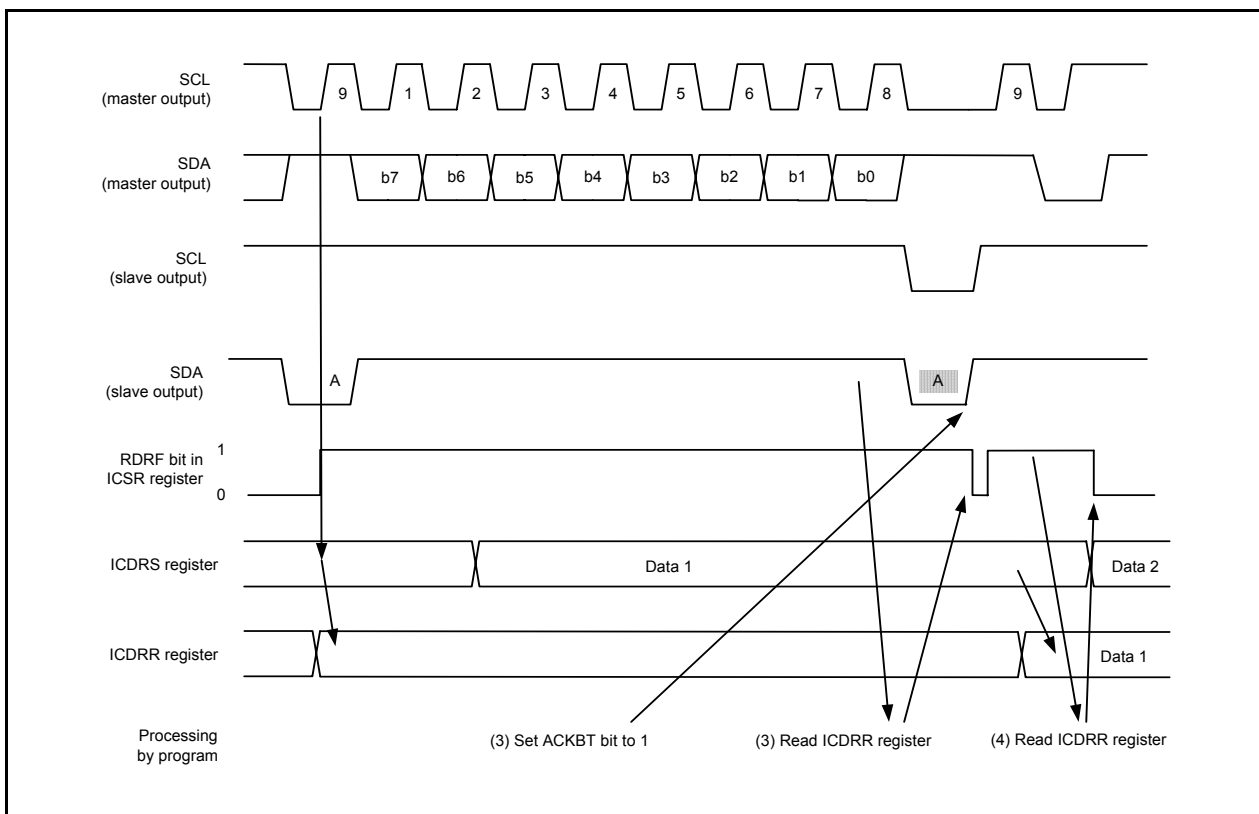 SCL
(master output)
9 1 2 3 4 5 6 7 8 9
SDA
(master output)
b7 b6 b5 b4 b3 b2 b1 b0
SCL
(slave output)
SDA
(slave output)
A A
RDRF bit in
ICSR register
1
0
ICDRS register
Data 1 Data 2
ICDRR register
Data 1
Processing
by program
(3) Set ACKBT bit to 1 (3) Read ICDRR register (4) Read ICDRR register